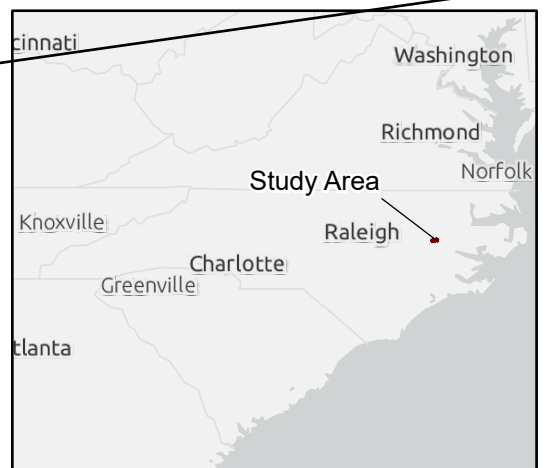 cinnati
Washington
Richmond
Norfolk
Study Area
Knoxville
Raleigh
Charlotte
Greenville
tlanta